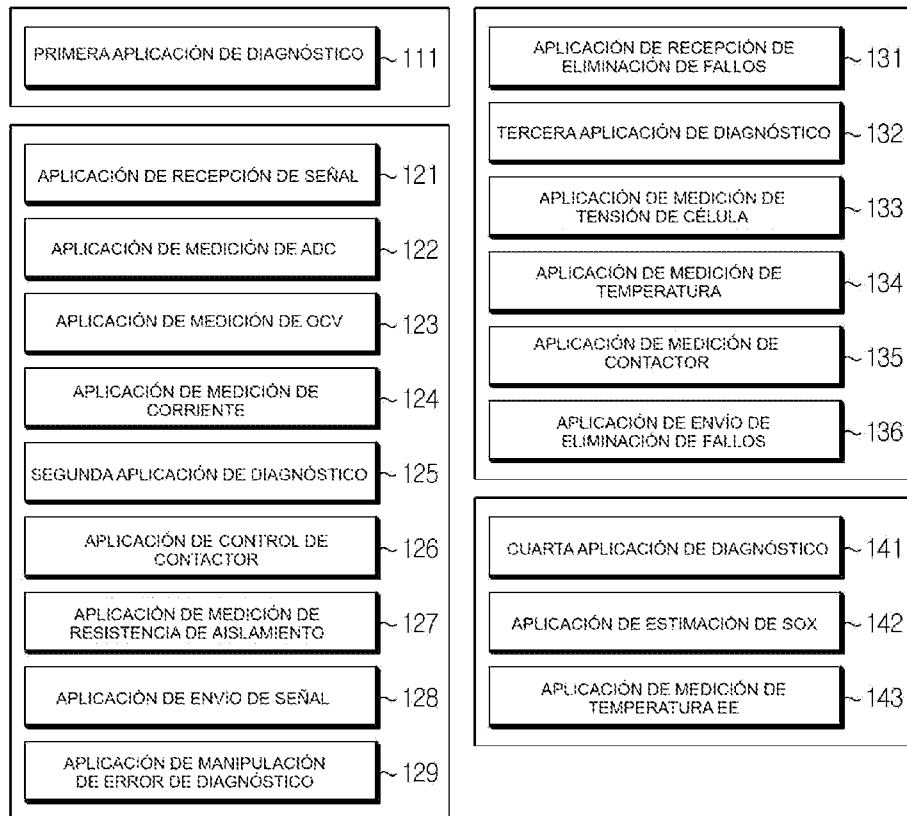 PRIMERA APLICACIÓN DE DIAGNÓSTICO
111
APLICACIÓN DE RECEPCIÓN DE SEÑAL
121
APLICACIÓN DE MEDICIÓN DE ADC
122
APLICACIÓN DE MEDICIÓN DE OCV
123
APLICACIÓN DE MEDICIÓN DE
CORRIENTE
124
SEGUNDA APLICACIÓN DE DIAGNÓSTICO
125
APLICACIÓN DE CONTROL DE
CONTACTOR
126
APLICACIÓN DE MEDICIÓN DE
RESISTENCIA DE AISLAMIENTO
127
APLICACIÓN DE ENVÍO DE SEÑAL
128
APLICACIÓN DE MANIPULACIÓN
DE ERROR DE DIAGNÓSTICO
129
APLICACIÓN DE RECEPCIÓN DE
ELIMINACIÓN DE FALLOS
131
TERCERA APLICACIÓN DE DIAGNÓSTICO
132
APLICACIÓN DE MEDICIÓN DE
TENSIÓN DE CÉLULA
133
APLICACIÓN DE MEDICIÓN DE
TEMPERATURA
134
APLICACIÓN DE MEDICIÓN DE
CONTACTOR
135
APLICACIÓN DE ENVÍO DE
ELIMINACIÓN DE FALLOS
136
CUARTA APLICACIÓN DE DIAGNÓSTICO
141
APLICACIÓN DE ESTIMACIÓN DE SOX
142
APLICACIÓN DE MEDICIÓN DE
TEMPERATURA EE
143